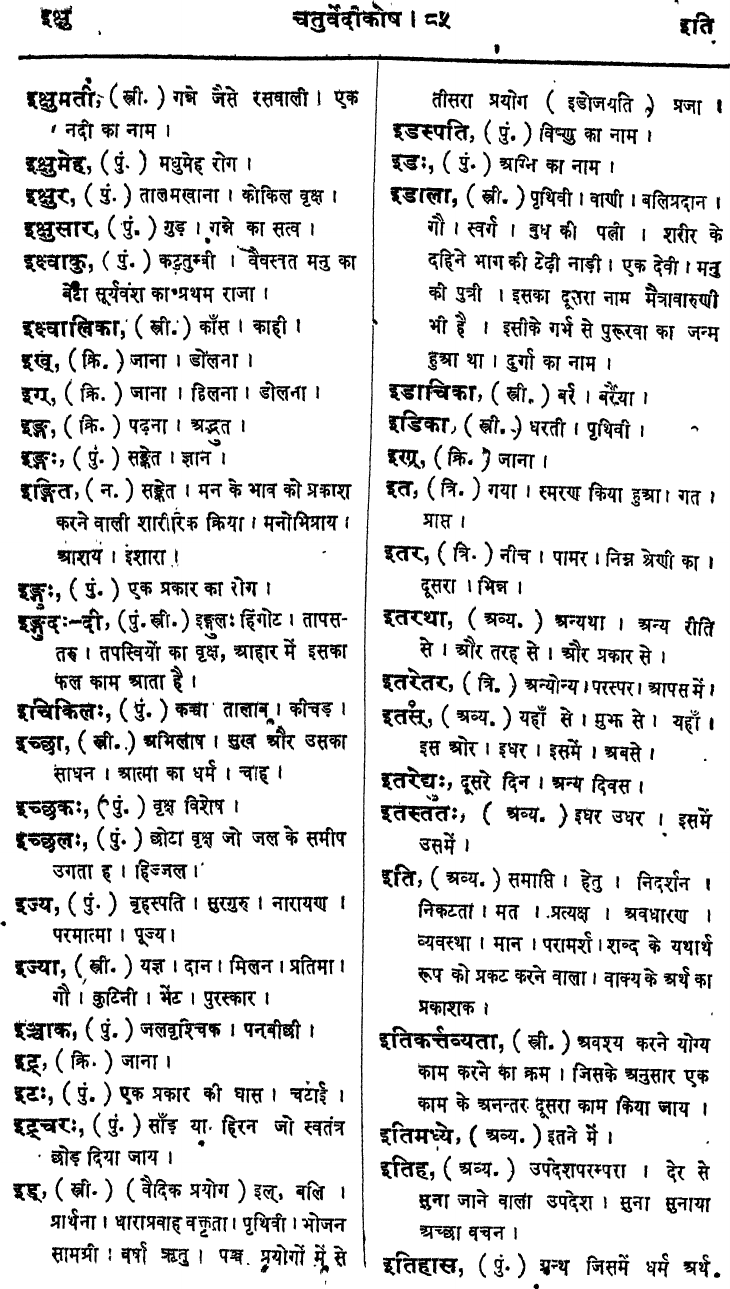 इक्षु
चतुर्वेदीकोष । ८५
इति
इक्षुमती, (स्त्री.) गन्ने जैसे रसवाली । एक
नदी का नाम ।
इक्षुमेह, (पुं.) मधुमेह रोग ।
इक्षुर, (पुं.) तालमखाना । कोकिल वृक्ष ।
इक्षुसार, (पुं.) गुड़ । गन्ने का सत्व ।
इक्ष्वाकु, (पुं.) कटुतुम्बी । वैवस्वत मनु का
बेटा सूर्यवंश का प्रथम राजा ।
इक्ष्वालिका, (स्त्री.) काँस । काही ।
इख्, (क्रि.) जाना । डोलना ।
इग्, (क्रि.) जाना । हिलना । डोलना ।
इङ्ग, (क्रि.) पढ़ना । अद्भुत ।
इङ्गः, (पुं.) सङ्केत । ज्ञान ।
इङ्गित, (न.) सङ्केत । मन के भाव को प्रकाश
करने वाली शारीरिक क्रिया । मनोभिप्राय ।
आशय । इंशारा ।
इङ्गुः, (पुं.) एक प्रकार का रोग ।
इङ्गुदः-दी, (पुं.स्त्री.) इङ्गुलः हिंगोट । तापस-
तरु । तपस्वियों का वृक्ष, आहार में इसका
फल काम आता है ।
इचिकिलः, (पुं.) कच्चा तालाब । कीचड़ ।
इच्छा, (स्त्री.) अभिलाष । सुख और उसका
साधन । आत्मा का धर्म । चाह ।
इच्छकः, (पुं.) वृक्ष विशेष ।
इच्छलः, (पुं.) छोटा वृक्ष जो जल के समीप
उगता ह । हिज्जल ।
इज्य, (पुं.) बृहस्पति । सुरगुरु । नारायण ।
परमात्मा । पूज्य ।
इज्या, (स्त्री.) यज्ञ । दान । मिलन । प्रतिमा ।
गौ । कुटिनी । भेंट । पुरस्कार ।
इञ्चाक, (पुं.) जलवृश्चिक । पनबीछी ।
इट्, (क्रि.) जाना ।
इटः, (पुं.) एक प्रकार की घास । चटाई ।
इट्चरः, (पुं.) साँड़ या हिरन जो स्वतंत्र
छोड़ दिया जाय ।
इड्, (स्त्री.) (वैदिक प्रयोग) इल्, बलि ।
प्रार्थना । धाराप्रवाह वक्तृता । पृथिवी । भोजन
सामग्री । वर्षा ऋतु । पञ्च प्रयोगों में से
तीसरा प्रयोग ( इडोजयति ) प्रजा ।
इडस्पति, (पुं.) विष्णु का नाम ।
इडः, (पुं.) अग्नि का नाम ।
इडाला, (स्त्री.) पृथिवी । वाणी । बलिप्रदान ।
गौ । स्वर्ग । बुध की पत्नी । शरीर के
दहिने भाग की टेढ़ी नाड़ी । एक देवी । मनु
की पुत्री । इसका दूसरा नाम मैत्रावारुणी
भी है । इसीके गर्भ से पुरूरवा का जन्म
हुआ था । दुर्गा का नाम ।
इडाचिका, (स्त्री.) बर्र । बर्रैया ।
इडिका, (स्त्री.) धरती । पृथिवी ।
इण्, (क्रि.) जाना ।
इत, (त्रि.) गया । स्मरण किया हुआ । गत ।
प्राप्त ।
इतर, (त्रि.) नीच । पामर । निम्न श्रेणी का ।
दूसरा । भिन्न ।
इतरथा, (अव्य.) अन्यथा । अन्य रीति
से । और तरह से । और प्रकार से ।
इतरेतर, (त्रि.) अन्योन्य । परस्पर । आपस में ।
इतस्, (अव्य.) यहाँ से । मुझ से । यहाँ ।
इस ओर । इधर । इसमें । अबसे ।
इतरेद्युः, दूसरे दिन । अन्य दिवस ।
इतस्ततः, (अव्य.) इधर उधर । इसमें
उसमें ।
इति, (अव्य.) समाप्ति । हेतु । निदर्शन ।
निकटता । मत । प्रत्यक्ष । अवधारण ।
व्यवस्था । मान । परामर्श । शब्द के यथार्थ
रूप को प्रकट करने वाला । वाक्य के अर्थ का
प्रकाशक ।
इतिकर्त्तव्यता, (स्त्री.) अवश्य करने योग्य
काम करने का क्रम । जिसके अनुसार एक
काम के अनन्तर दूसरा काम किया जाय ।
इतिमध्ये, (अव्य.) इतने में ।
इतिह, (अव्य.) उपदेशपरम्परा । देर से
सुना जाने वाला उपदेश । सुना सुनाया
अच्छा वचन ।
इतिहास, (पुं.) ग्रन्थ जिसमें धर्म अर्थ.